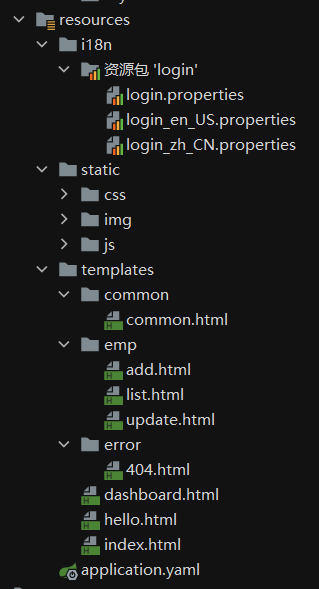 resources
i18n
资源包 'login'
login.properties
login_en_US.properties
login_zh_CN.properties
static
css
img
js
templates
common
common.html
emp
add.html
list.html
update.html
error
404.html
dashboard.html
hello.html
index.html
application.yaml